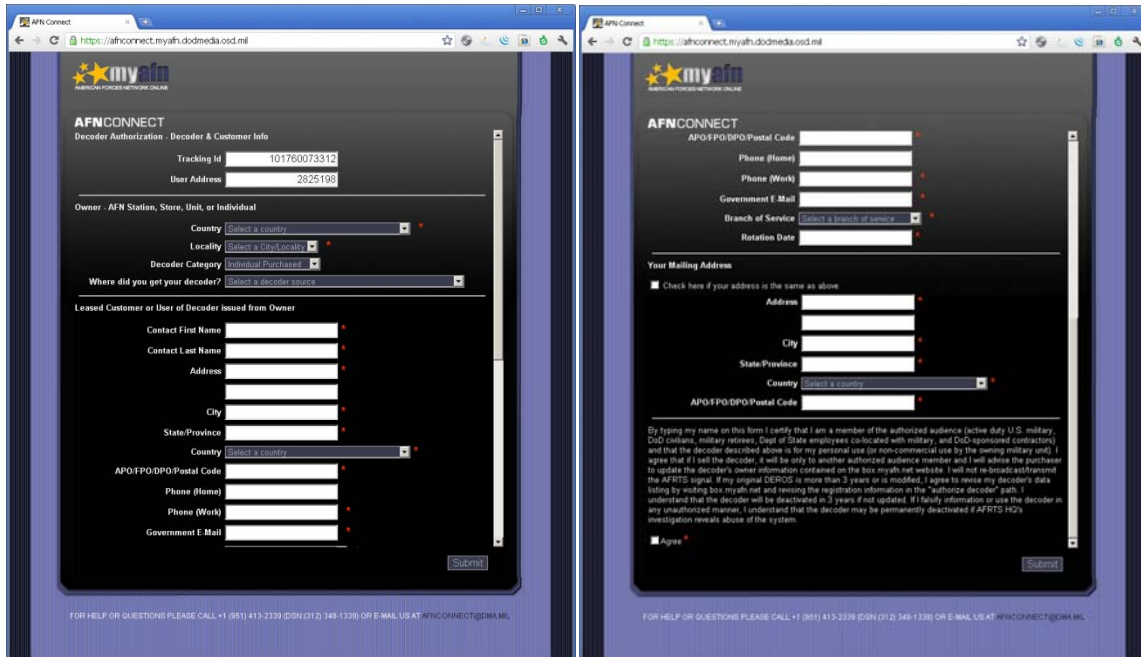 AFN Connect
https://afnconnect.myafn.dodmedia.osd.mil
myafn
AMERICAN FORCES NETWORK ONLINE
AFNCONNECT
Decoder Authorization - Decoder & Customer Info
Tracking Id 101760073312
User Address 2825198
Owner - AFN Station, Store, Unit, or Individual
Country Select a country *
Locality Select a City/Locality *
Decoder Category Individual Purchased
Where did you get your decoder? Select a decoder source
Leased Customer or User of Decoder issued from Owner
Contact First Name *
Contact Last Name *
Address *
City *
State/Province *
Country Select a country *
APO/FPO/DPO/Postal Code *
Phone (Home)
Phone (Work) *
Government E-Mail *
Submit
FOR HELP OR QUESTIONS PLEASE CALL +1 (951) 413-2339 (DSN (312) 348-1339) OR E-MAIL US AT AFNCONNECT@DMA.MIL
AFN Connect
https://afnconnect.myafn.dodmedia.osd.mil
myafn
AMERICAN FORCES NETWORK ONLINE
AFNCONNECT
APO/FPO/DPO/Postal Code *
Phone (Home)
Phone (Work) *
Government E-Mail *
Branch of Service Select a branch of service *
Rotation Date *
Your Mailing Address
Check here if your address is the same as above.
Address *
City *
State/Province *
Country Select a country *
APO/FPO/DPO/Postal Code *
By typing my name on this form I certify that I am a member of the authorized audience (active duty U.S. military,
DoD civilians, military retirees, Dept of State employees co-located with military, and DoD-sponsored contractors)
and that the decoder described above is for my personal use (or non-commercial use by the owning military unit). I
agree that if I sell the decoder, it will be only to another authorized audience member and I will advise the purchaser
to update the decoder's owner information contained on the box.myafn.net website. I will not re-broadcast/transmit
the AFRTS signal. If my original DEROS is more than 3 years or is modified, I agree to revise my decoder's data
listing by visiting box.myafn.net and revising the registration information in the "authorize decoder" path. I
understand that the decoder will be deactivated in 3 years if not updated. If I falsify information or use the decoder in
any unauthorized manner, I understand that the decoder may be permanently deactivated if AFRTS HQ's
investigation reveals abuse of the system.
Agree *
Submit
FOR HELP OR QUESTIONS PLEASE CALL +1 (951) 413-2339 (DSN (312) 348-1339) OR E-MAIL US AT AFNCONNECT@DMA.MIL